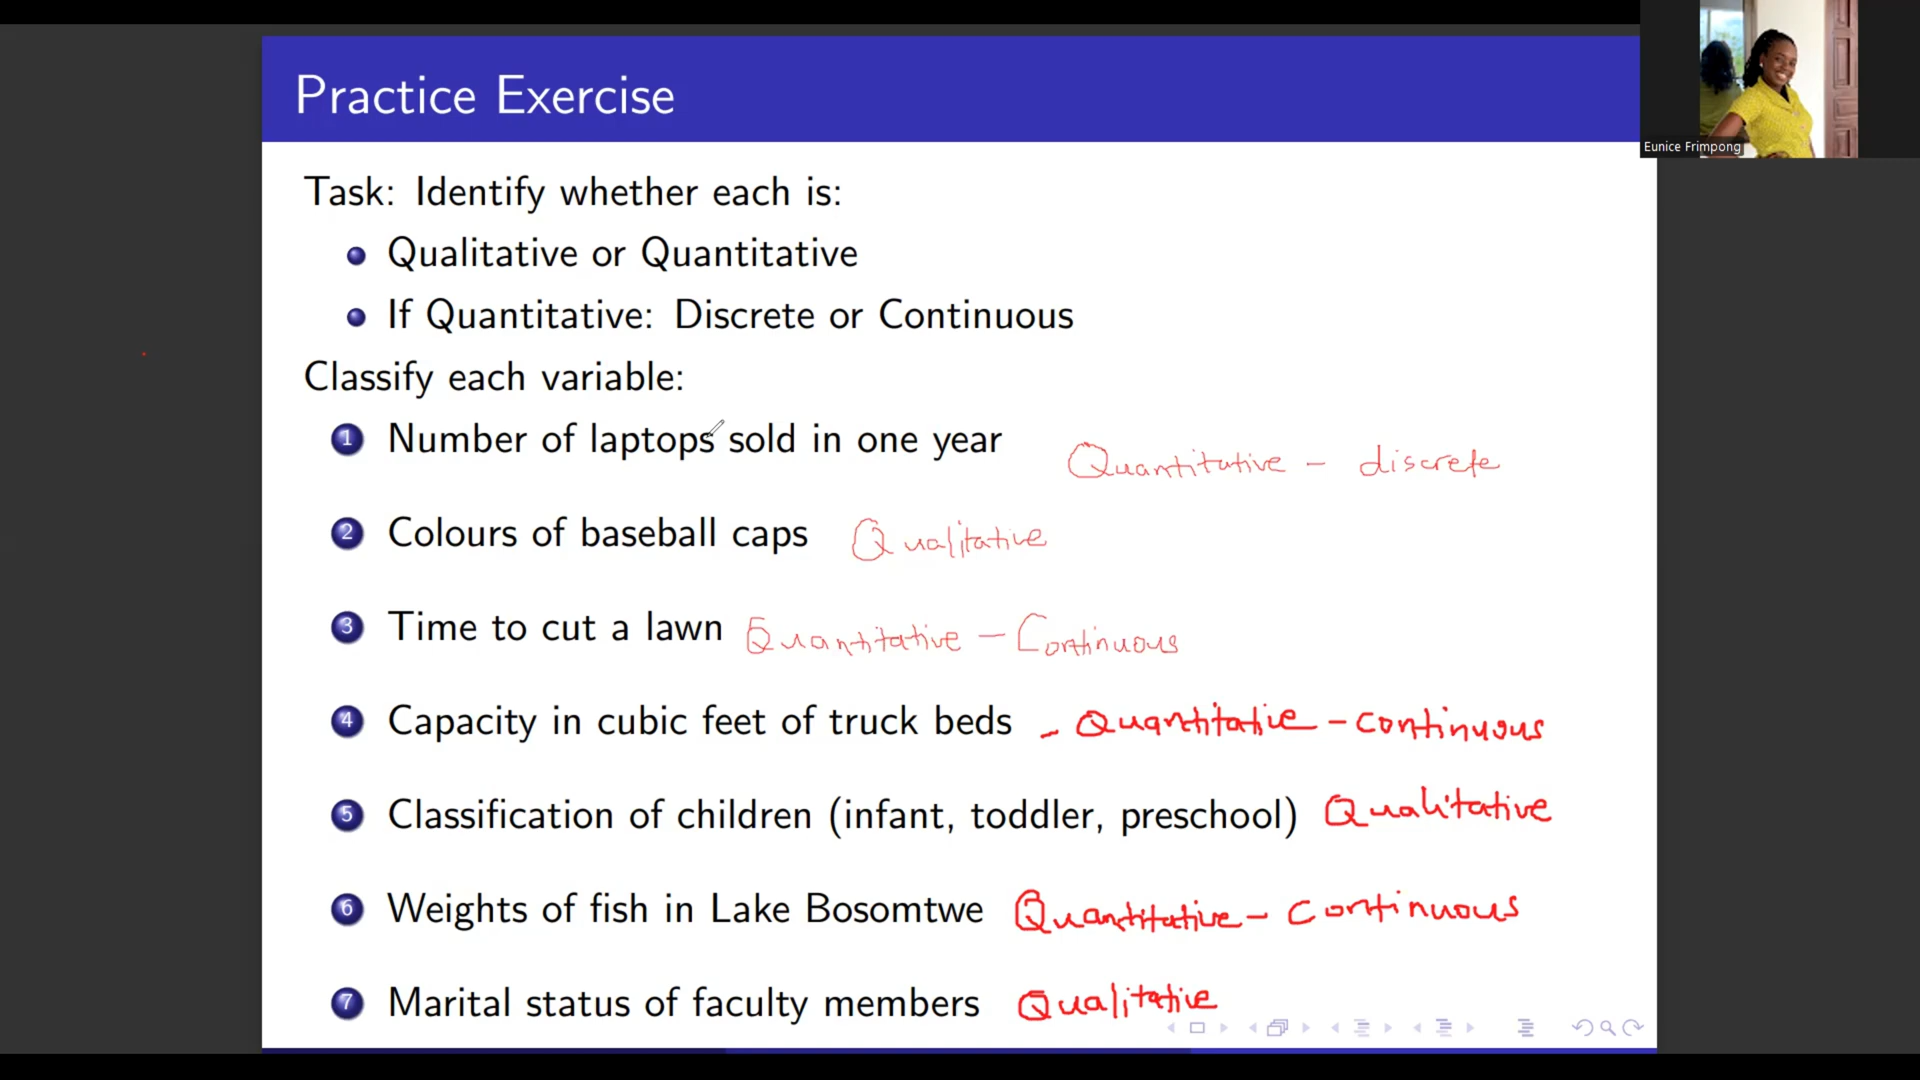 Practice Exercise
Eunice Frimpong
Task: Identify whether each is:
Qualitative or Quantitative
If Quantitative: Discrete or Continuous
Classify each variable:
1 Number of laptops sold in one year Quantitative - discrete
2 Colours of baseball caps Qualitative
3 Time to cut a lawn Quantitative - Continuous
4 Capacity in cubic feet of truck beds - Quantitative - continuous
5 Classification of children (infant, toddler, preschool) Qualitative
6 Weights of fish in Lake Bosomtwe Quantitative - continuous
7 Marital status of faculty members Qualitative